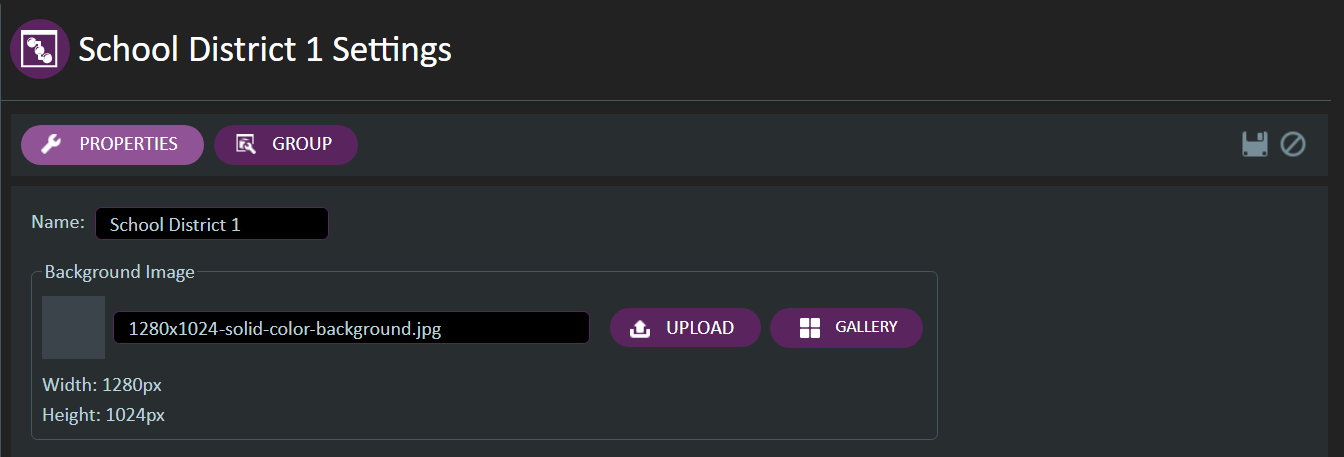 School District 1 Settings
PROPERTIES GROUP
Name: School District 1
Background Image
1280x1024-solid-color-background.jpg UPLOAD GALLERY
Width: 1280px
Height: 1024px